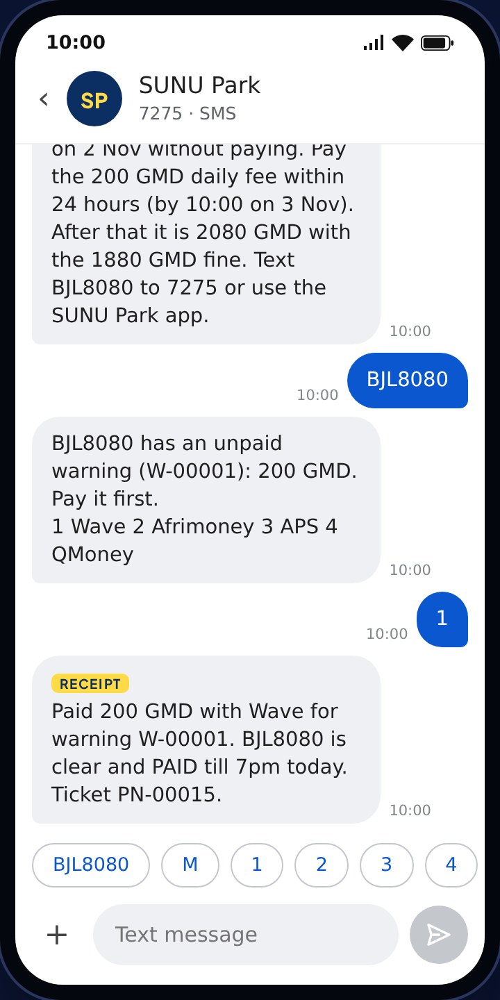 10:00
SP
SUNU Park
7275 · SMS
on 2 Nov without paying. Pay
the 200 GMD daily fee within
24 hours (by 10:00 on 3 Nov).
After that it is 2080 GMD with
the 1880 GMD fine. Text
BJL8080 to 7275 or use the
SUNU Park app.
10:00
BJL8080
10:00
BJL8080 has an unpaid
warning (W-00001): 200 GMD.
Pay it first.
1 Wave 2 Afrimoney 3 APS 4
QMoney
10:00
1
10:00
RECEIPT
Paid 200 GMD with Wave for
warning W-00001. BJL8080 is
clear and PAID till 7pm today.
Ticket PN-00015.
10:00
BJL8080 M 1 2 3 4
Text message